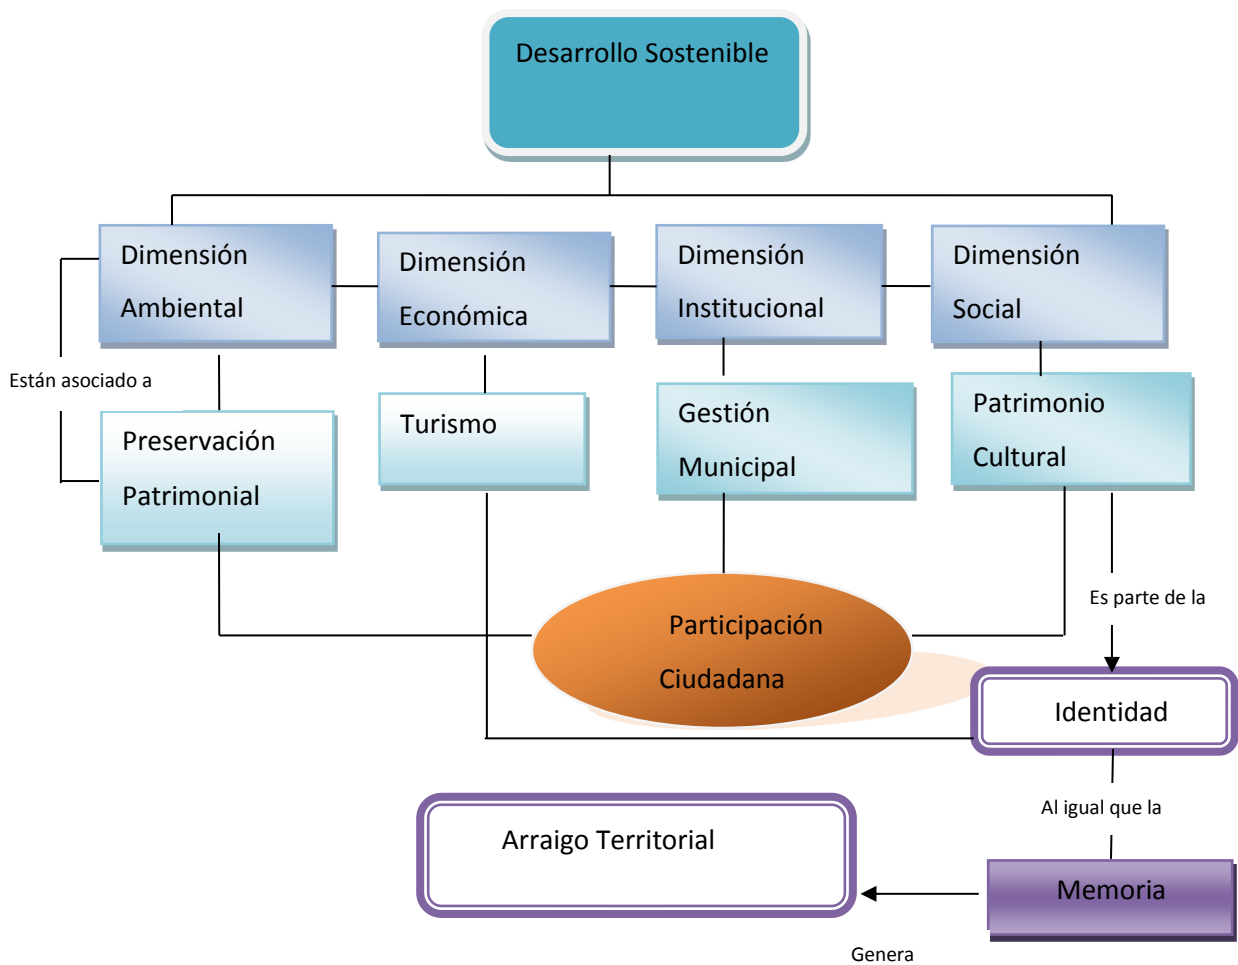 Desarrollo Sostenible
Dimensión
Ambiental
Dimensión
Económica
Dimensión
Institucional
Dimensión
Social
Están asociado a
Preservación
Patrimonial
Turismo
Gestión
Municipal
Patrimonio
Cultural
Es parte de la
Participación
Ciudadana
Identidad
Al igual que la
Arraigo Territorial
Memoria
Genera